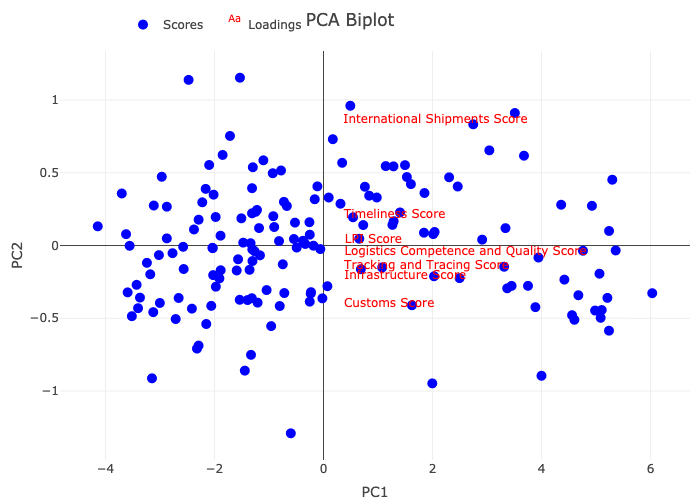 PCA Biplot
Scores
Aa Loadings
International Shipments Score
Timeliness Score
LPI Score
Logistics Competence and Quality Score
Tracking and Tracing Score
Infrastructure Score
Customs Score
1
0.5
0
−0.5
−1
PC2
−4 −2 0 2 4 6
PC1